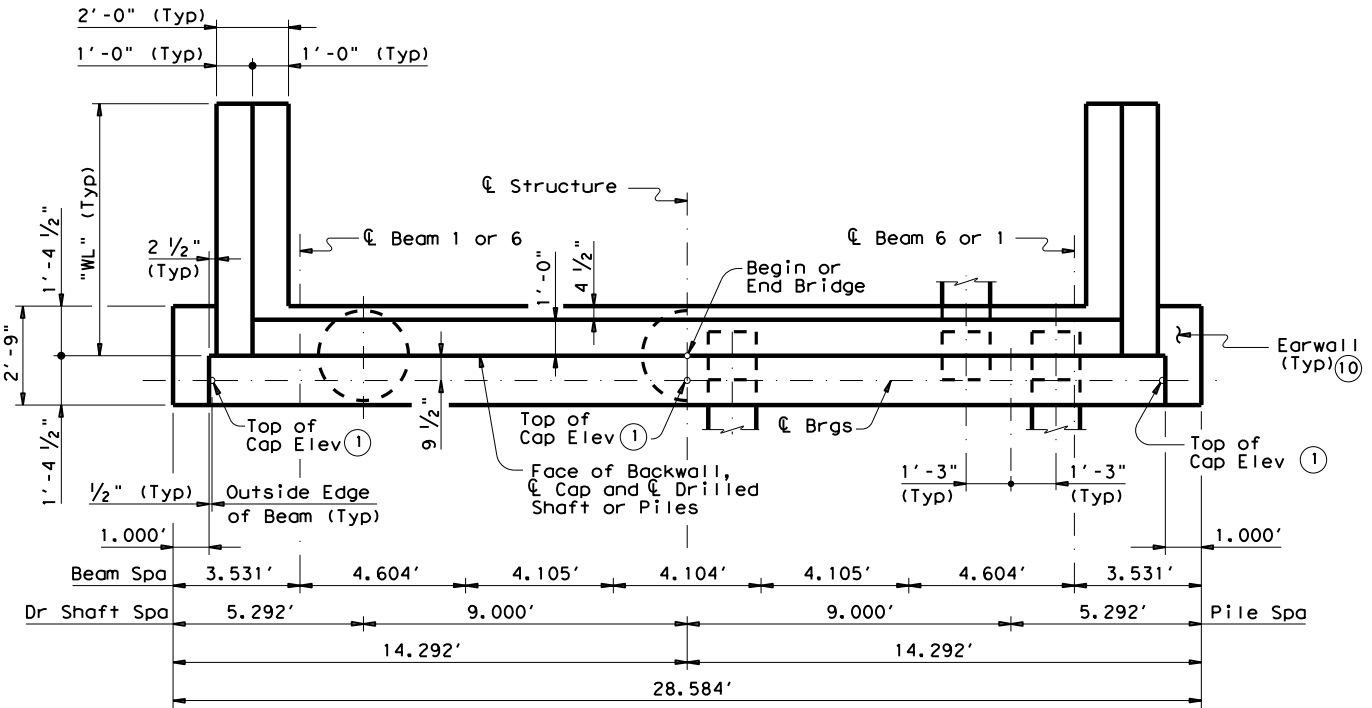 2'-0" (Typ)
1'-0" (Typ)
1'-0" (Typ)
"WL" (Typ)
1'-4 1/2"
2 1/2"
(Typ)
2'-9"
1'-4 1/2"
℄ Structure
℄ Beam 1 or 6
℄ Beam 6 or 1
1'-0"
4 1/2"
Begin or
End Bridge
Earwall
(Typ) 10
Top of
Cap Elev 1
9 1/2"
Top of
Cap Elev 1
℄ Brgs
Top of
Cap Elev 1
Face of Backwall,
℄ Cap and ℄ Drilled
Shaft or Piles
1'-3"
(Typ)
1'-3"
(Typ)
1/2" (Typ)
Outside Edge
of Beam (Typ)
1.000'
1.000'
Beam Spa 3.531' 4.604' 4.105' 4.104' 4.105' 4.604' 3.531'
Dr Shaft Spa 5.292' 9.000' 9.000' 5.292' Pile Spa
14.292' 14.292'
28.584'